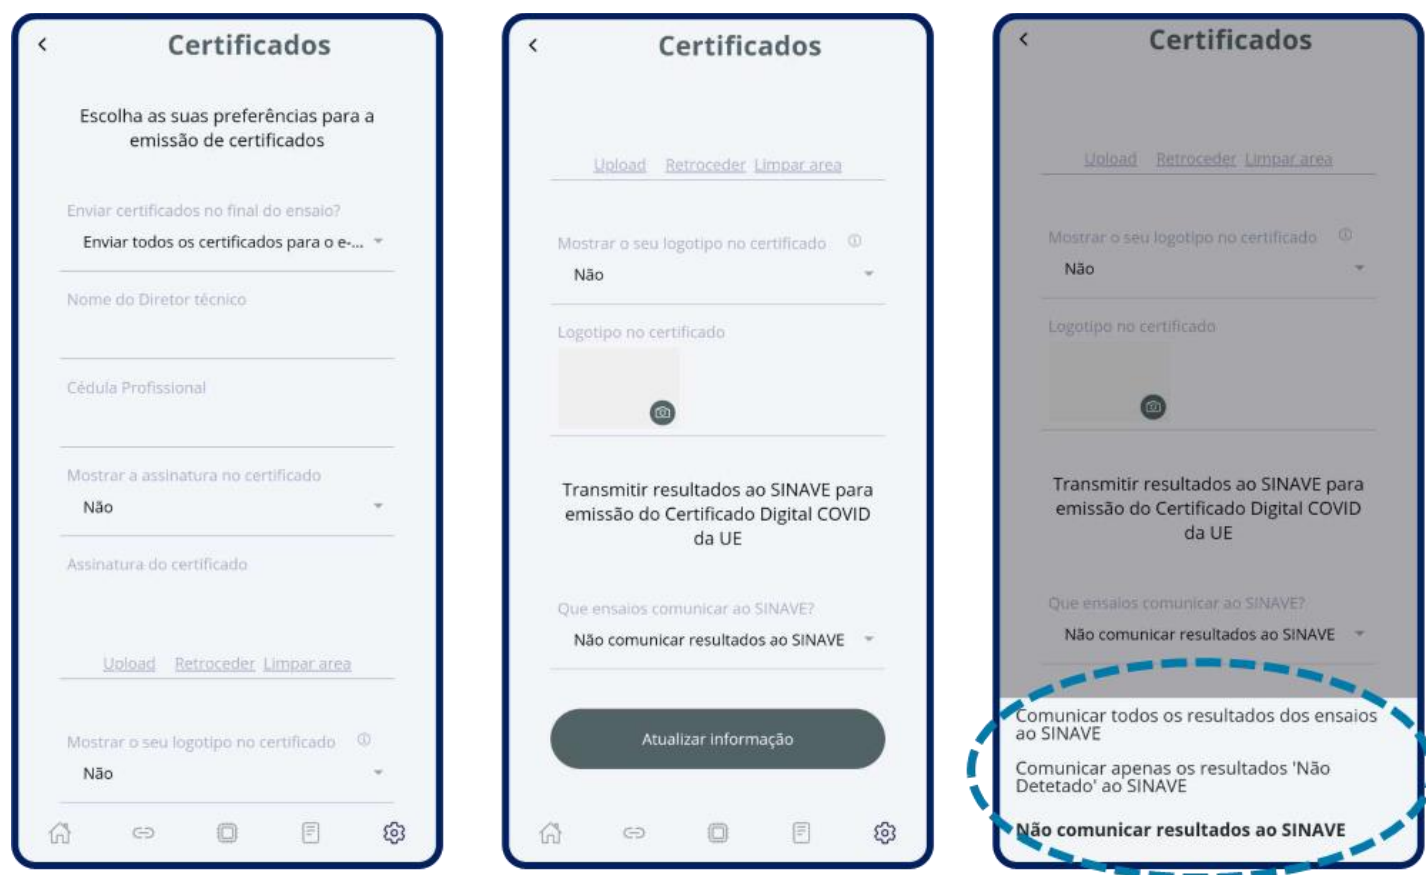 Certificados
Escolha as suas preferências para a
emissão de certificados
Enviar certificados no final do ensaio?
Enviar todos os certificados para o e-...
Nome do Diretor técnico
Cédula Profissional
Mostrar a assinatura no certificado
Não
Assinatura do certificado
Upload Retroceder Limpar area
Mostrar o seu logotipo no certificado
Não
Certificados
Upload Retroceder Limpar area
Mostrar o seu logotipo no certificado
Não
Logotipo no certificado
Transmitir resultados ao SINAVE para
emissão do Certificado Digital COVID
da UE
Que ensaios comunicar ao SINAVE?
Não comunicar resultados ao SINAVE
Atualizar informação
Certificados
Upload Retroceder Limpar area
Mostrar o seu logotipo no certificado
Não
Logotipo no certificado
Transmitir resultados ao SINAVE para
emissão do Certificado Digital COVID
da UE
Que ensaios comunicar ao SINAVE?
Não comunicar resultados ao SINAVE
Comunicar todos os resultados dos ensaios
ao SINAVE
Comunicar apenas os resultados 'Não
Detetado' ao SINAVE
Não comunicar resultados ao SINAVE